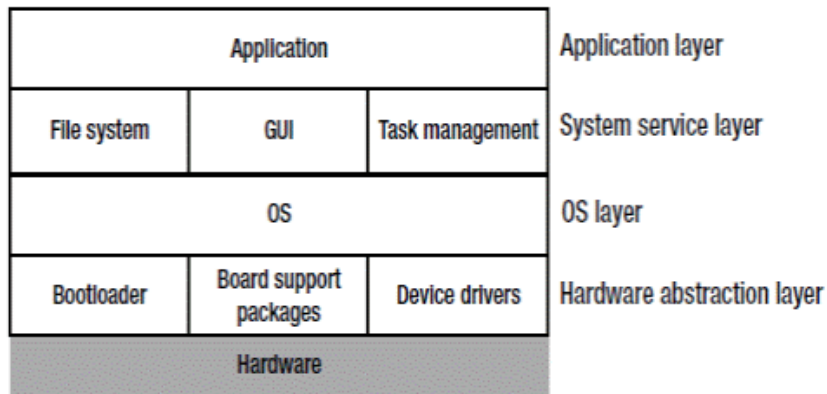 Application
Application layer
File system
GUI
Task management
System service layer
OS
OS layer
Bootloader
Board support
packages
Device drivers
Hardware abstraction layer
Hardware